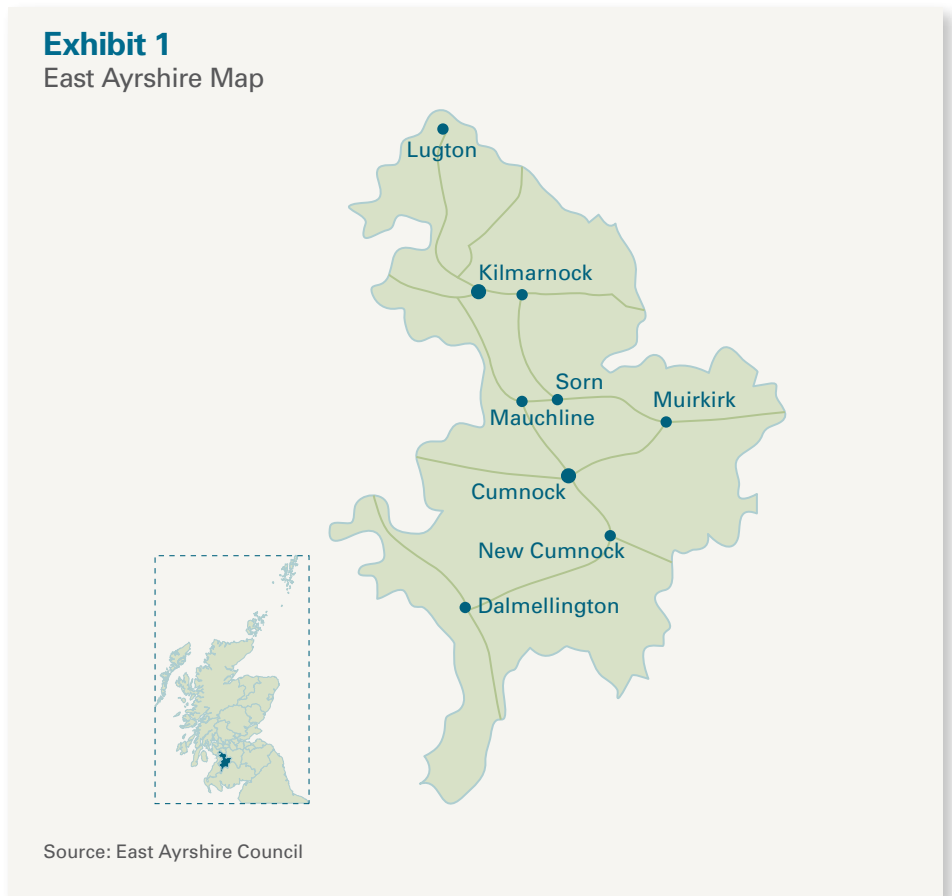 Exhibit 1
East Ayrshire Map
Lugton
Kilmarnock
Sorn
Muirkirk
Mauchline
Cumnock
New Cumnock
Dalmellington
Source: East Ayrshire Council